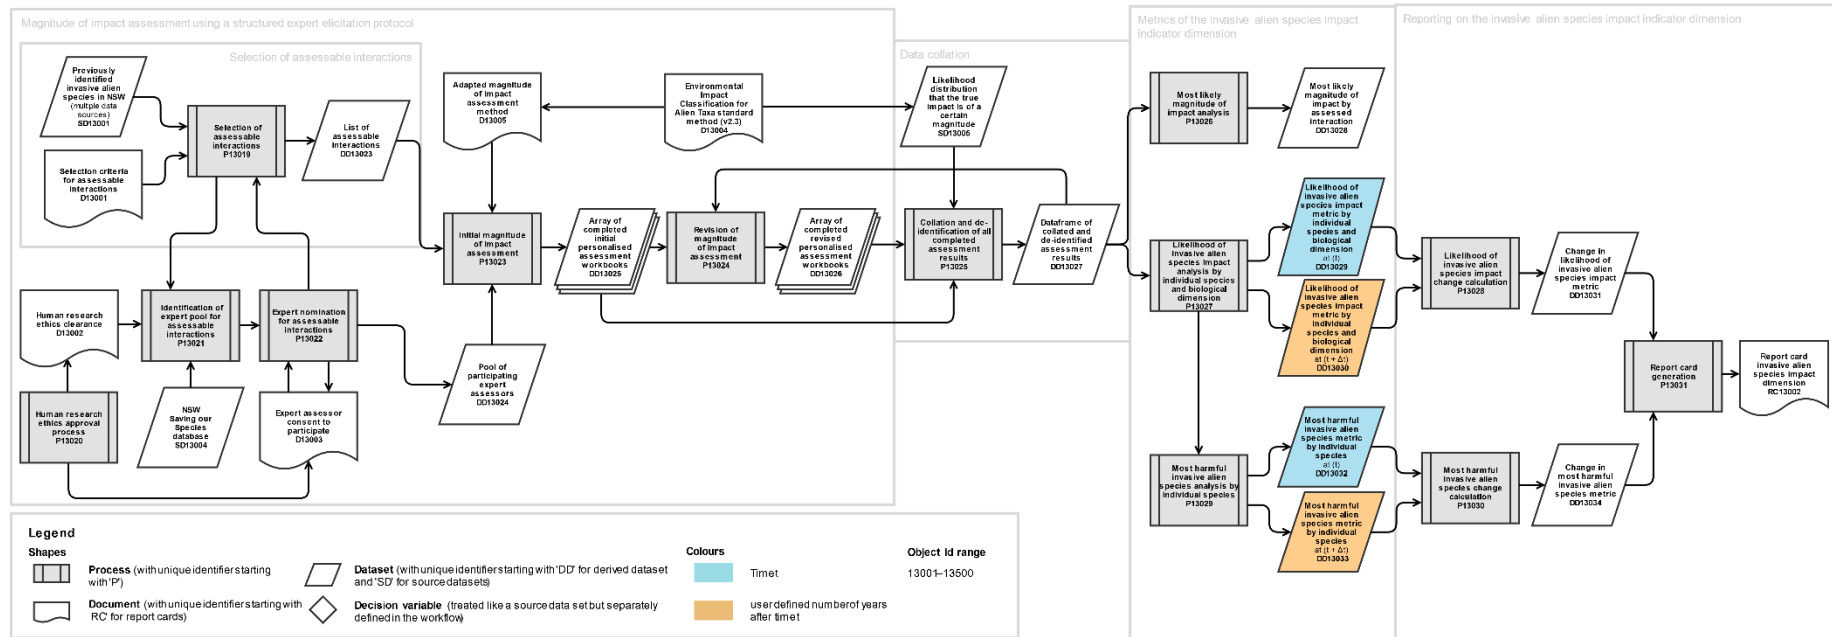 Magnitude of impact assessment using a structured expert elicitation protocol
Selection of assessable interactions
Data collation
Metrics of the invasive alien species impact
indicator dimension
Reporting on the invasive alien species impact indicator dimension
Previously
identified
invasive alien
species in NSW
(multiple data
sources)
SD13001
Selection of
assessable
interactions
P13019
List of
assessable
interactions
DD13023
Selection criteria
for assessable
interactions
D13001
Adapted magnitude
of impact
assessment
method
D13005
Environmental
Impact
Classification for
Alien Taxa standard
method (v2.3)
D13004
Likelihood
distribution
that the true
impact is of a
certain
magnitude
SD13005
Initial magnitude
of impact
assessment
P13023
Array of
completed
initial
personalised
assessment
workbooks
DD13025
Revision of
magnitude of
impact
assessment
P13024
Array of
completed
revised
personalised
assessment
workbooks
DD13026
Collation and de-
identification of all
completed
assessment
results
P13025
Dataframe of
collated and
de-identified
assessment
results
DD13027
Human research
ethics clearance
D13002
Identification of
expert pool for
assessable
interactions
P13021
Expert nomination
for assessable
interactions
P13022
Human research
ethics approval
process
P13020
NSW
Saving our
Species
database
SD13004
Expert assessor
consent to
participate
D13003
Pool of
participating
expert
assessors
DD13024
Most likely
magnitude of
impact analysis
P13026
Most likely
magnitude of
impact by
assessed
interaction
DD13028
Likelihood of
invasive alien
species impact
analysis by
individual species
and biological
dimension
P13027
Likelihood of
invasive alien
species impact
metric by
individual
species and
biological
dimension
at (t)
DD13029
Likelihood of
invasive alien
species impact
metric by
individual
species and
biological
dimension
at (t + Δt)
DD13030
Likelihood of
invasive alien
species impact
change calculation
P13028
Change in
likelihood of
invasive alien
species impact
metric
DD13031
Report card
generation
P13031
Report card
invasive alien
species impact
dimension
RC13002
Most harmful
invasive alien
species analysis by
individual species
P13029
Most harmful
invasive alien
species metric
by individual
species
at (t)
DD13032
Most harmful
invasive alien
species metric
by individual
species
at (t + Δt)
DD13033
Most harmful
invasive alien
species change
calculation
P13030
Change in
most harmful
invasive alien
species metric
DD13034
Legend
Shapes
Process (with unique identifier starting
with 'P')
Document (with unique identifier starting with
'RC' for report cards)
Dataset (with unique identifier starting with 'DD' for derived dataset
and 'SD' for source datasets)
Decision variable (treated like a source data set but separately
defined in the workflow)
Colours
Time t
user defined number of years
after time t
Object id range
13001–13500